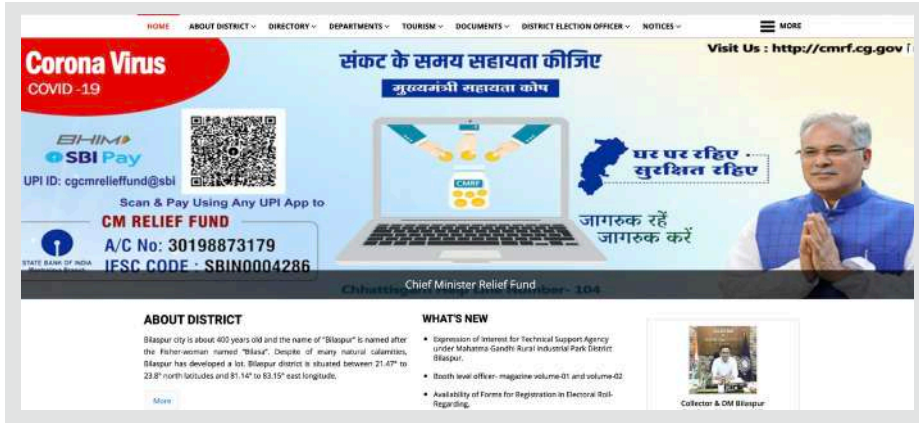 HOME ABOUT DISTRICT DIRECTORY DEPARTMENTS TOURISM DOCUMENTS DISTRICT ELECTION OFFICER NOTICES MORE
Corona Virus
COVID -19
संकट के समय सहायता कीजिए
मुख्यमंत्री सहायता कोष
Visit Us : http://cmrf.cg.gov
BHIM
SBI Pay
UPI ID: cgcmrelieffund@sbi
Scan & Pay Using Any UPI App to
CM RELIEF FUND
A/C No: 30198873179
STATE BANK OF INDIA
IFSC CODE : SBIN0004286
CMRF
घर पर रहिए
सुरक्षित रहिए
जागरुक रहें
जागरुक करें
Chief Minister Relief Fund
Number- 104
ABOUT DISTRICT
Bilaspur city is about 400 years old and the name of "Bilaspur" is named after
the Fisher-woman named "Bilasa". Despite of many natural calamities,
Bilaspur has developed a lot. Bilaspur district is situated between 21.47° to
23.8° north latitudes and 81.14° to 83.15° east longitude.
More
WHAT'S NEW
Expression of Interest for Technical Support Agency
under Mahatma Gandhi Rural Industrial Park District
Bilaspur.
Booth level officer- magazine volume-01 and volume-02
Availability of Forms for Registration in Electoral Roll-
Regarding.
Collector & DM Bilaspur